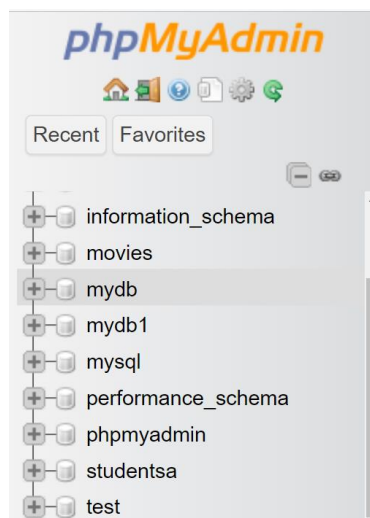 phpMyAdmin
Recent Favorites
information_schema
movies
mydb
mydb1
mysql
performance_schema
phpmyadmin
studentsa
test